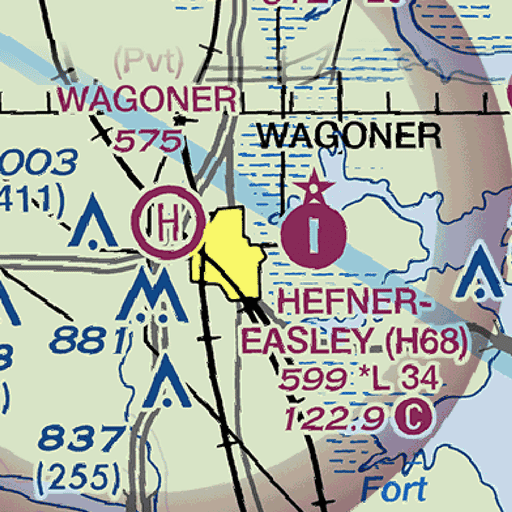 (Pvt)
WAGONER
575
WAGONER
003
411)
H
HEFNER-
EASLEY (H68)
599 *L 34
122.9 C
881
837
(255)
Fort